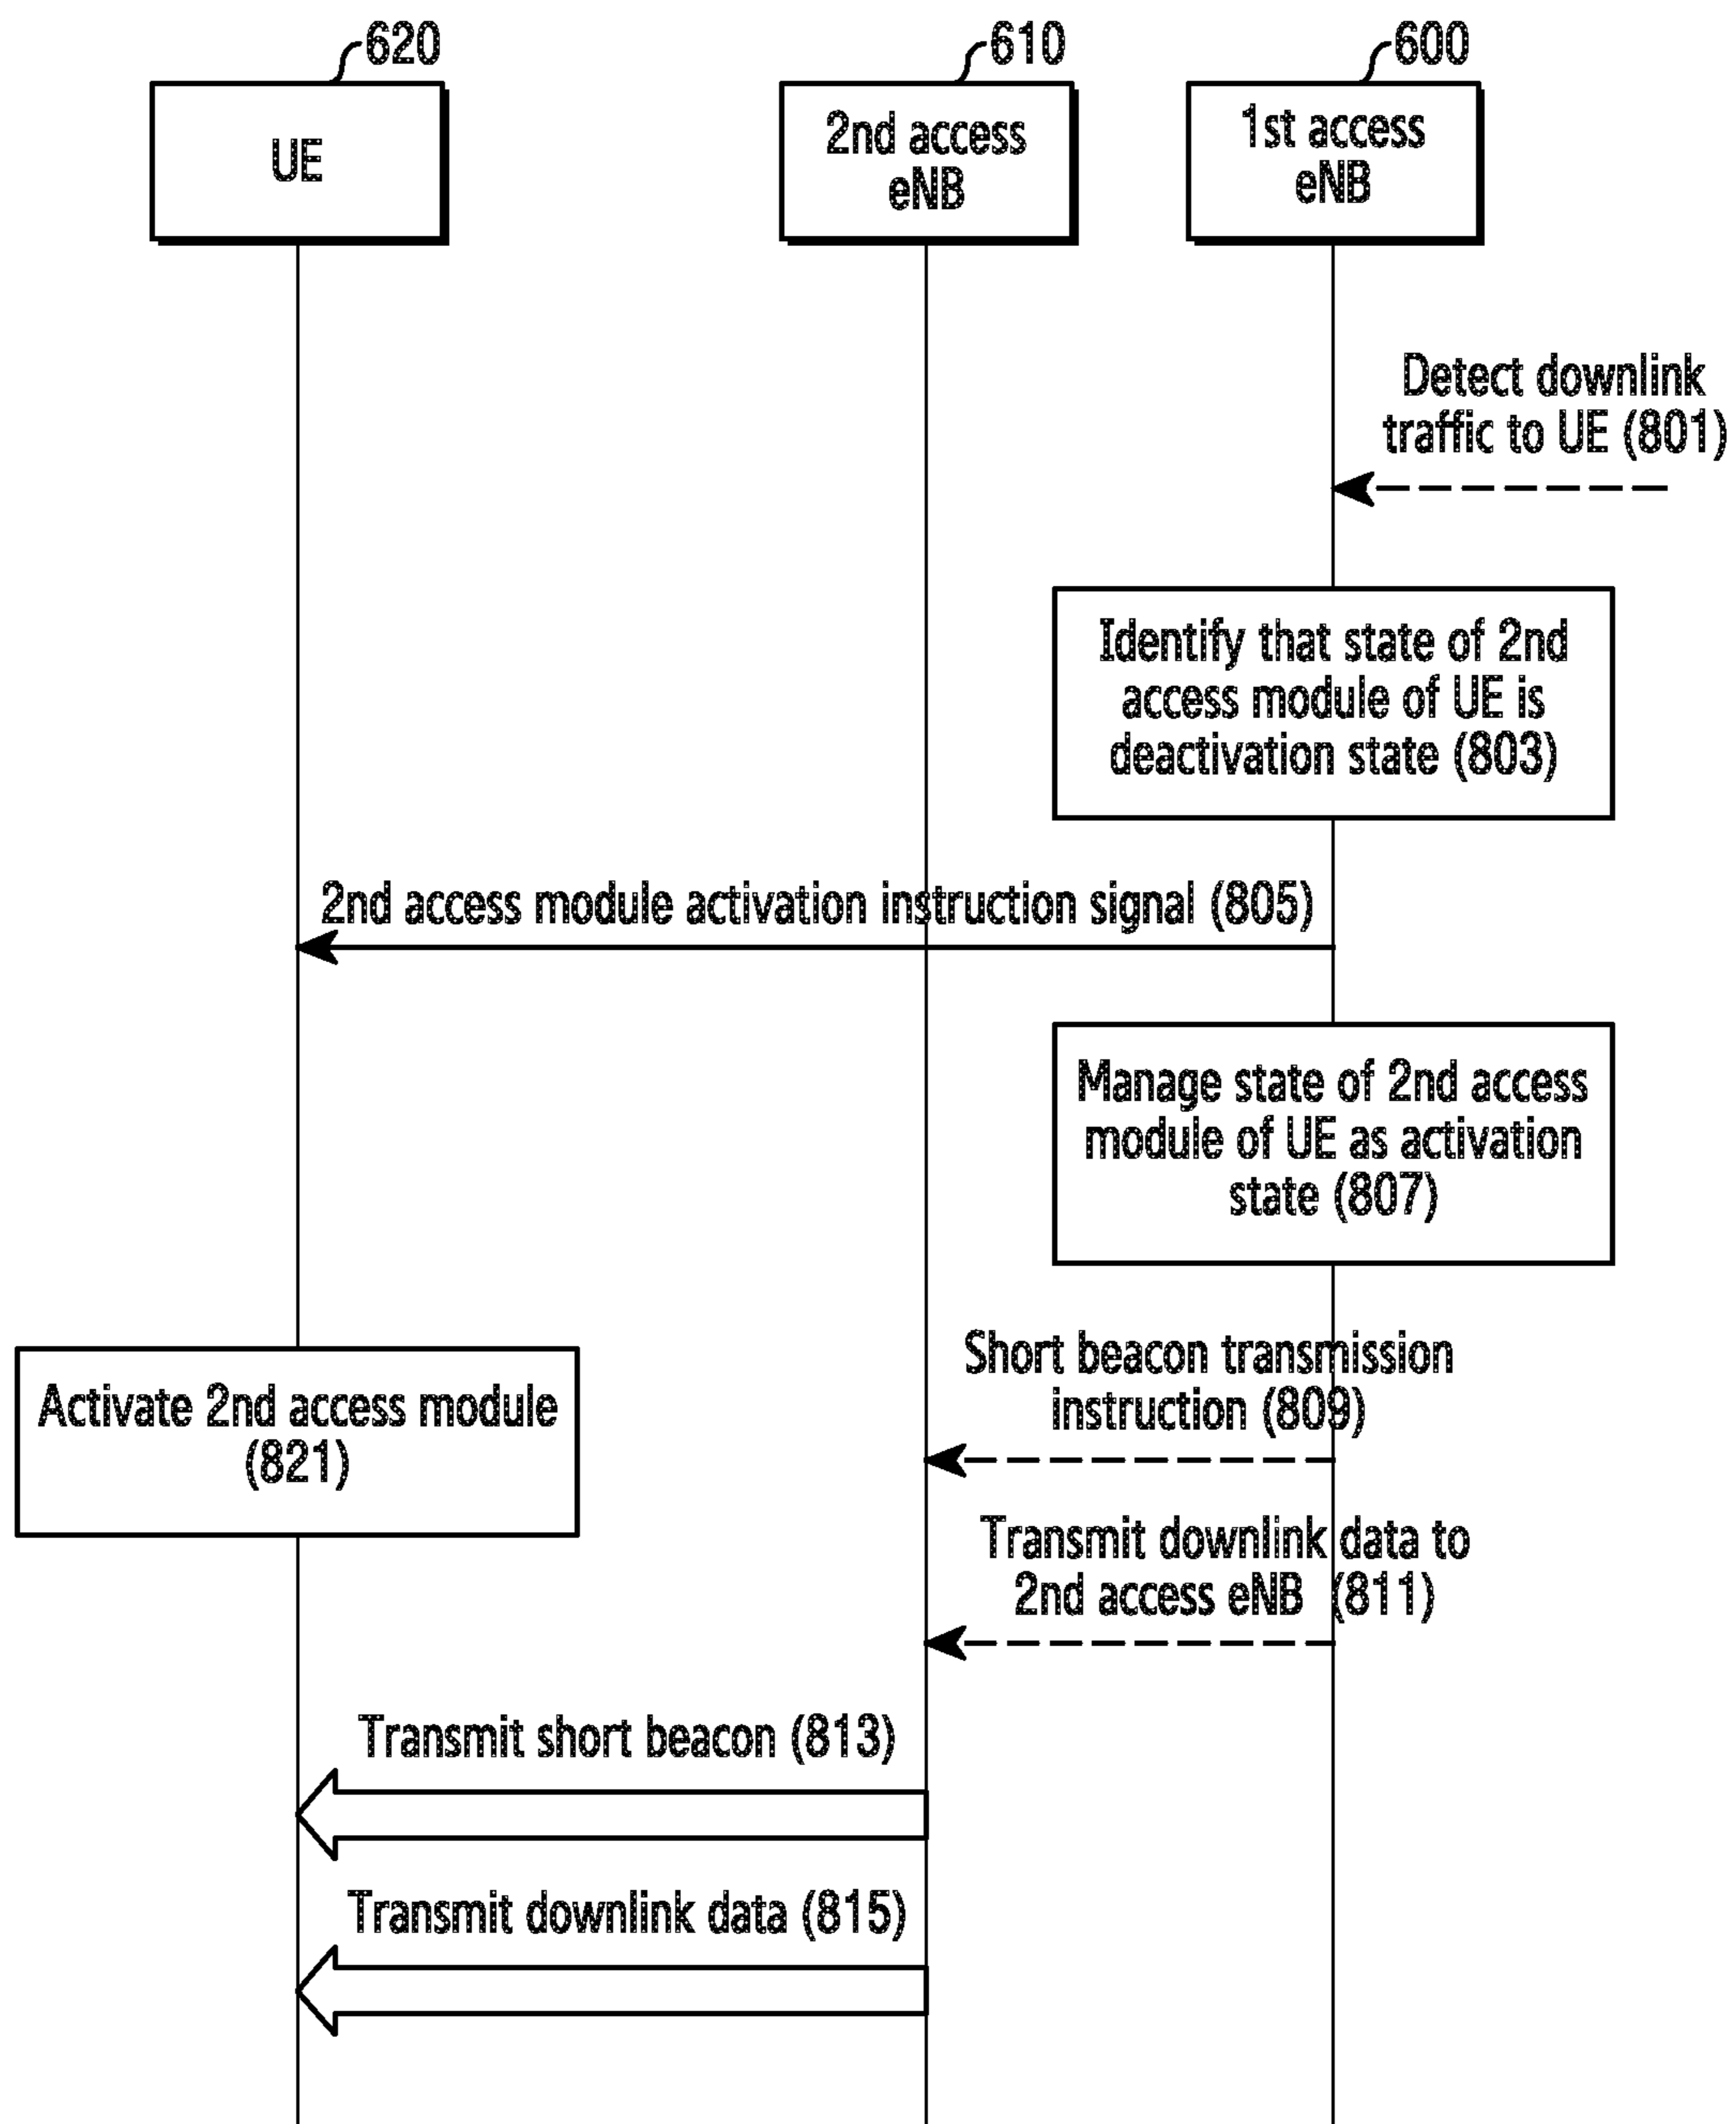 620
610
600
UE
2nd access
eNB
1st access
eNB
Detect downlink
traffic to UE (801)
Identify that state of 2nd
access module of UE is
deactivation state (803)
2nd access module activation instruction signal (805)
Manage state of 2nd access
module of UE as activation
state (807)
Short beacon transmission
instruction (809)
Activate 2nd access module
(821)
Transmit downlink data to
2nd access eNB (811)
Transmit short beacon (813)
Transmit downlink data (815)